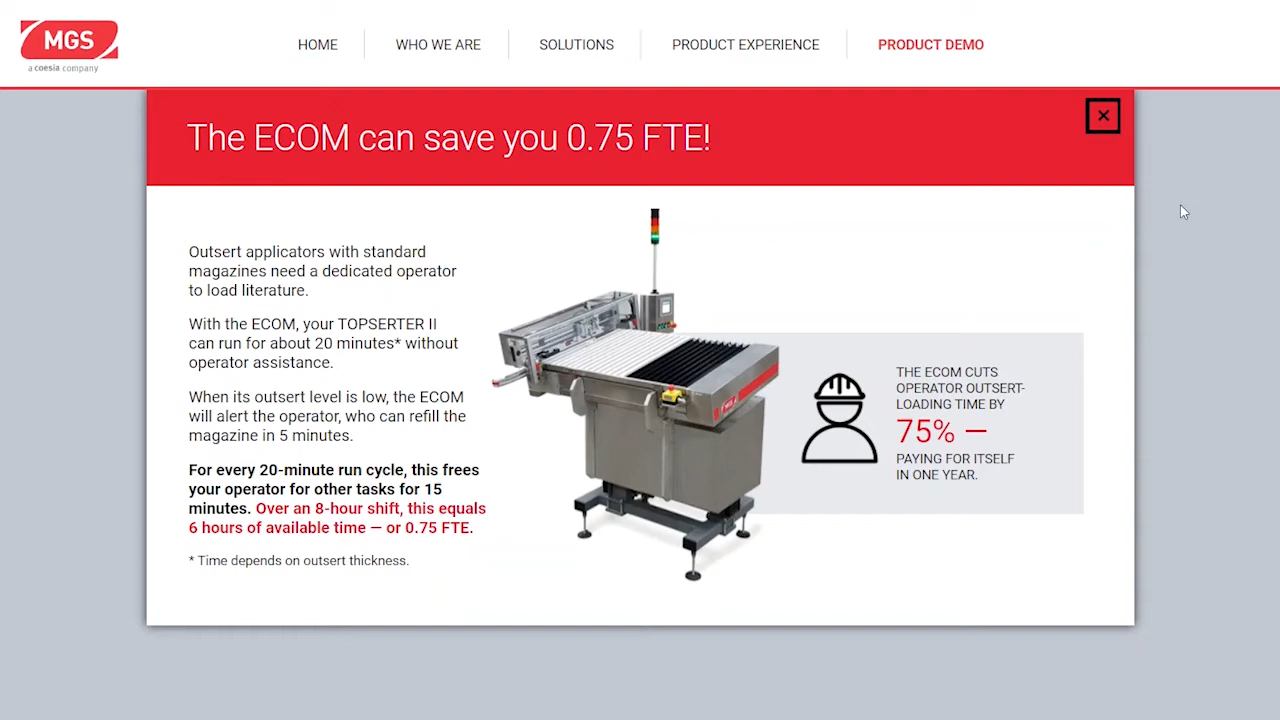 MGS
a coesia company
HOME
WHO WE ARE
SOLUTIONS
PRODUCT EXPERIENCE
PRODUCT DEMO
The ECOM can save you 0.75 FTE!
Outsert applicators with standard
magazines need a dedicated operator
to load literature.
With the ECOM, your TOPSERTER II
can run for about 20 minutes* without
operator assistance.
When its outsert level is low, the ECOM
will alert the operator, who can refill the
magazine in 5 minutes.
For every 20-minute run cycle, this frees
your operator for other tasks for 15
minutes. Over an 8-hour shift, this equals
6 hours of available time — or 0.75 FTE.
* Time depends on outsert thickness.
MGS
THE ECOM CUTS
OPERATOR OUTSERT-
LOADING TIME BY
75% —
PAYING FOR ITSELF
IN ONE YEAR.